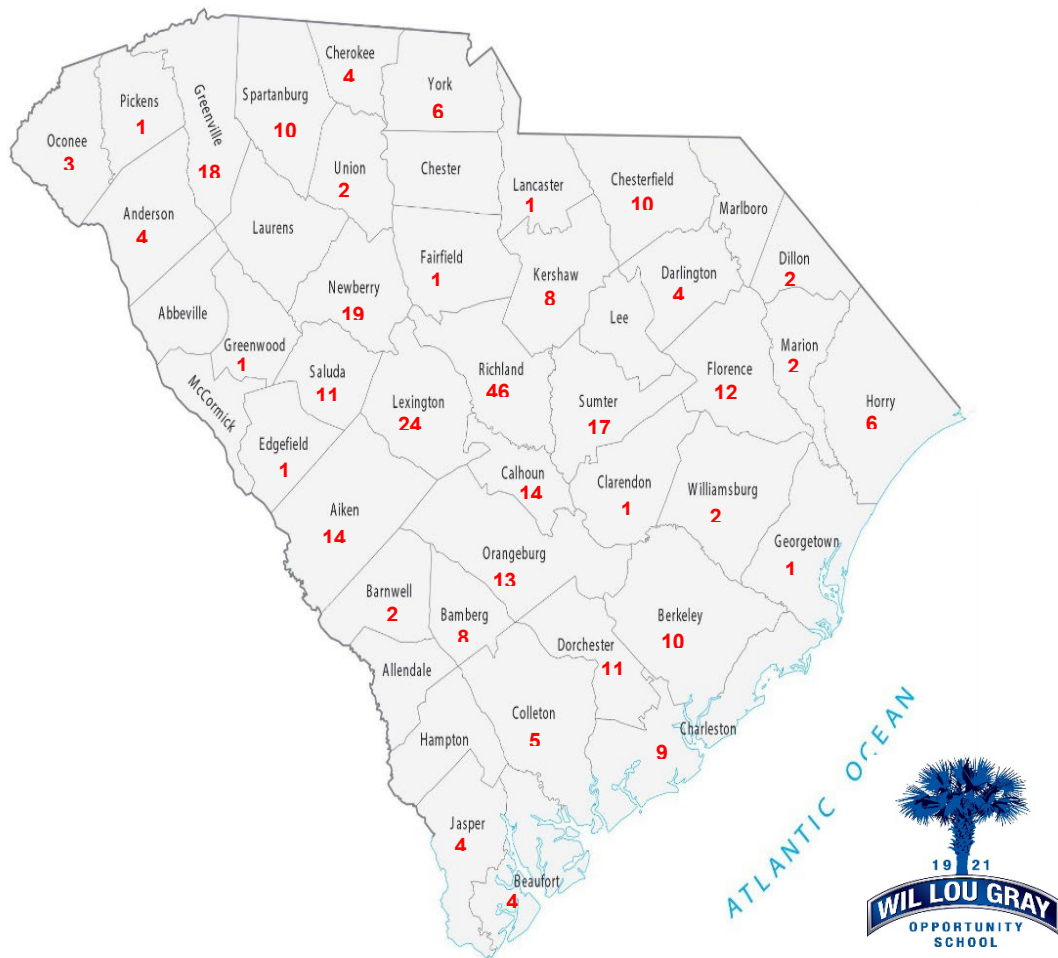 Cherokee
4
York
6
Pickens
1
Greenville
18
Spartanburg
10
Oconee
3
Union
2
Chester
Lancaster
1
Chesterfield
10
Marlboro
Anderson
4
Laurens
Fairfield
1
Kershaw
8
Darlington
4
Dillon
2
Newberry
19
Abbeville
Lee
Greenwood
1
Saluda
11
Richland
46
Florence
12
Marion
2
McCormick
Lexington
24
Sumter
17
Horry
6
Edgefield
1
Calhoun
14
Clarendon
1
Williamsburg
2
Aiken
14
Orangeburg
13
Georgetown
1
Barnwell
2
Bamberg
8
Berkeley
10
Dorchester
11
Allendale
Colleton
5
Charleston
9
Hampton
Jasper
4
Beaufort
4
ATLANTIC OCEAN
19 21
WIL LOU GRAY
OPPORTUNITY
SCHOOL